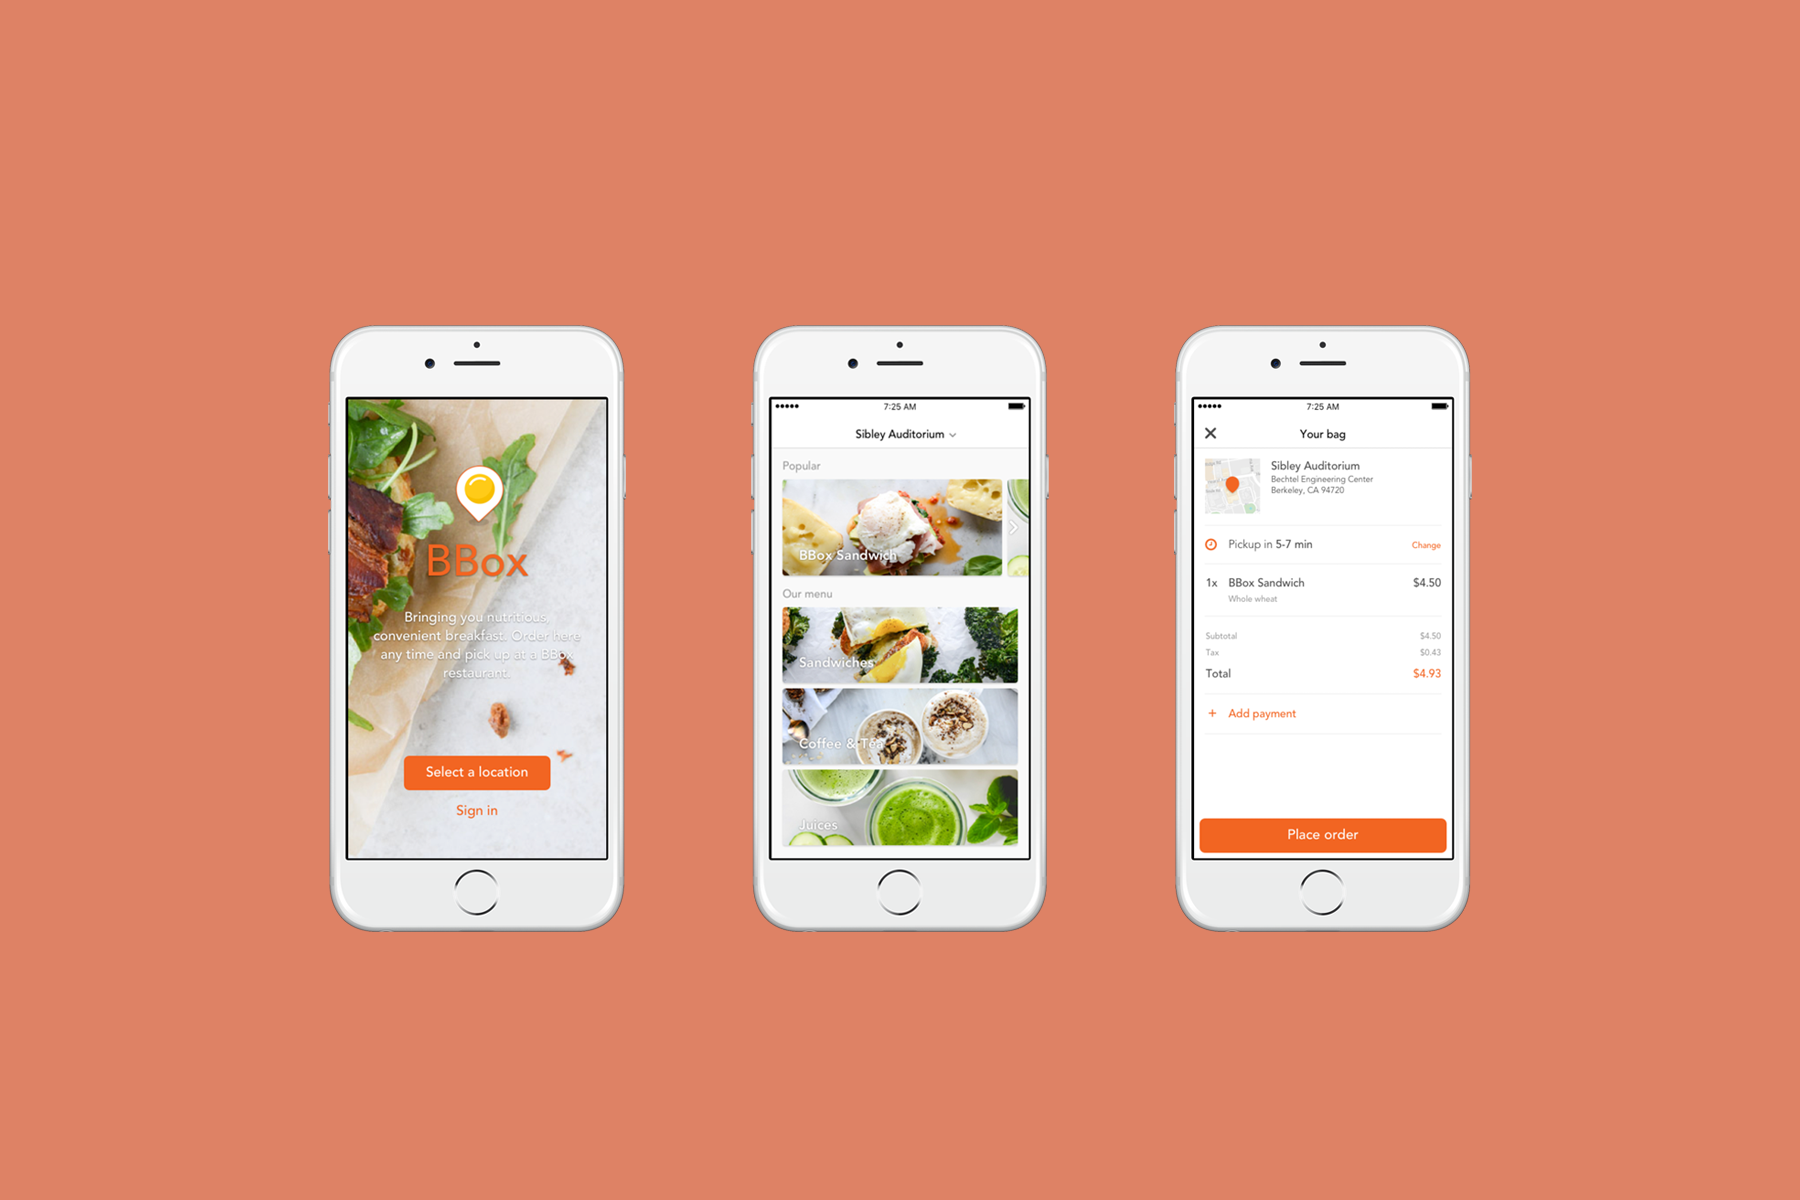 BBox
Bringing you nutritious,
convenient breakfast. Order here
any time and pick up at a BBox
restaurant.
Select a location
Sign in
7:25 AM
Sibley Auditorium
Popular
BBox Sandwich
Our menu
Sandwiches
Coffee & Tea
Juices
7:25 AM
Your bag
Sibley Auditorium
Bechtel Engineering Center
Berkeley, CA 94720
Pickup in 5-7 min Change
1x BBox Sandwich $4.50
Whole wheat
Subtotal $4.50
Tax $0.43
Total $4.93
+ Add payment
Place order